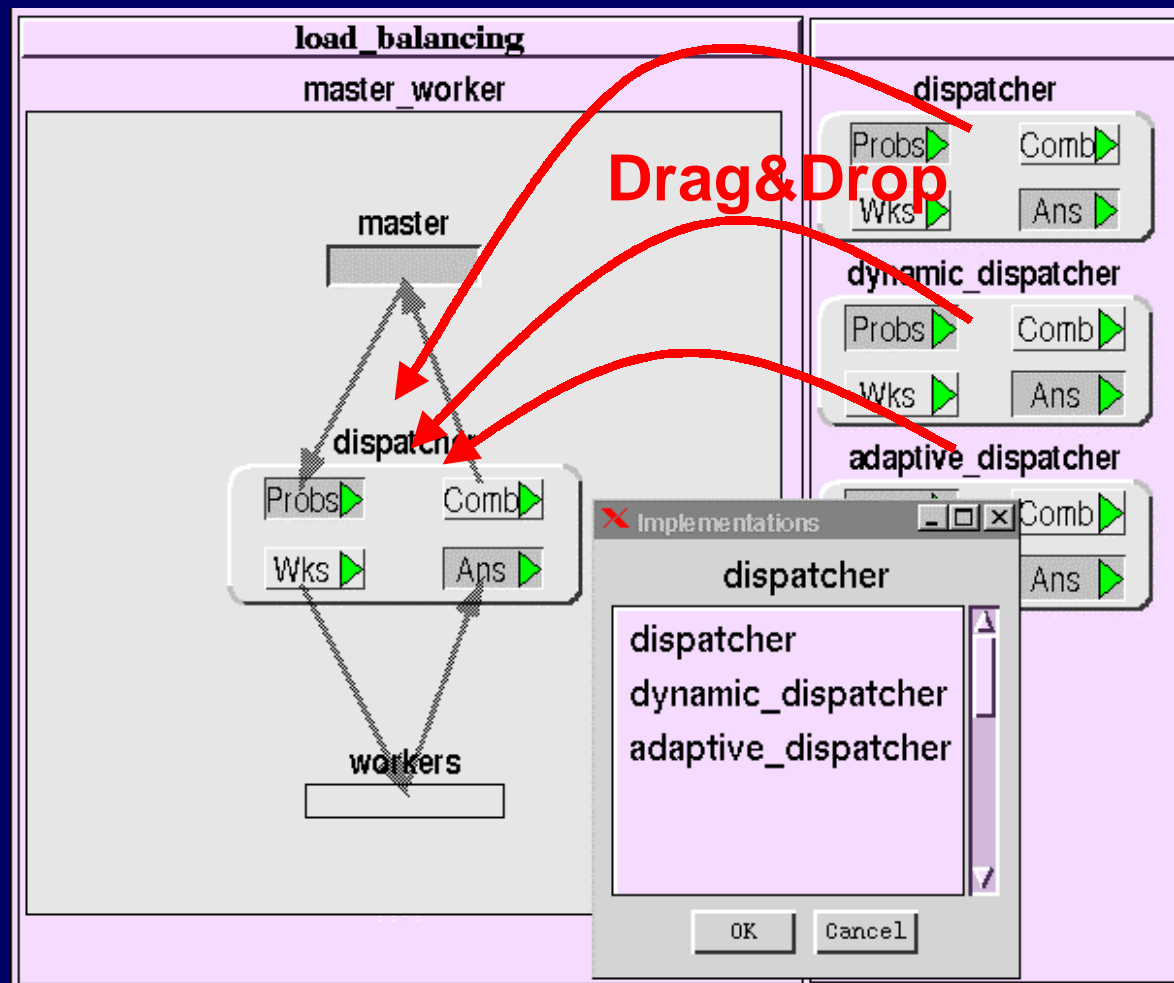 load_balancing
master_worker
master
dispatcher
Probs
Comb
Wks
Ans
workers
Drag&Drop
dispatcher
Probs
Comb
Wks
Ans
dynamic_dispatcher
Probs
Comb
Wks
Ans
adaptive_dispatcher
Comb
Ans
Implementations
dispatcher
dispatcher
dynamic_dispatcher
adaptive_dispatcher
OK
Cancel